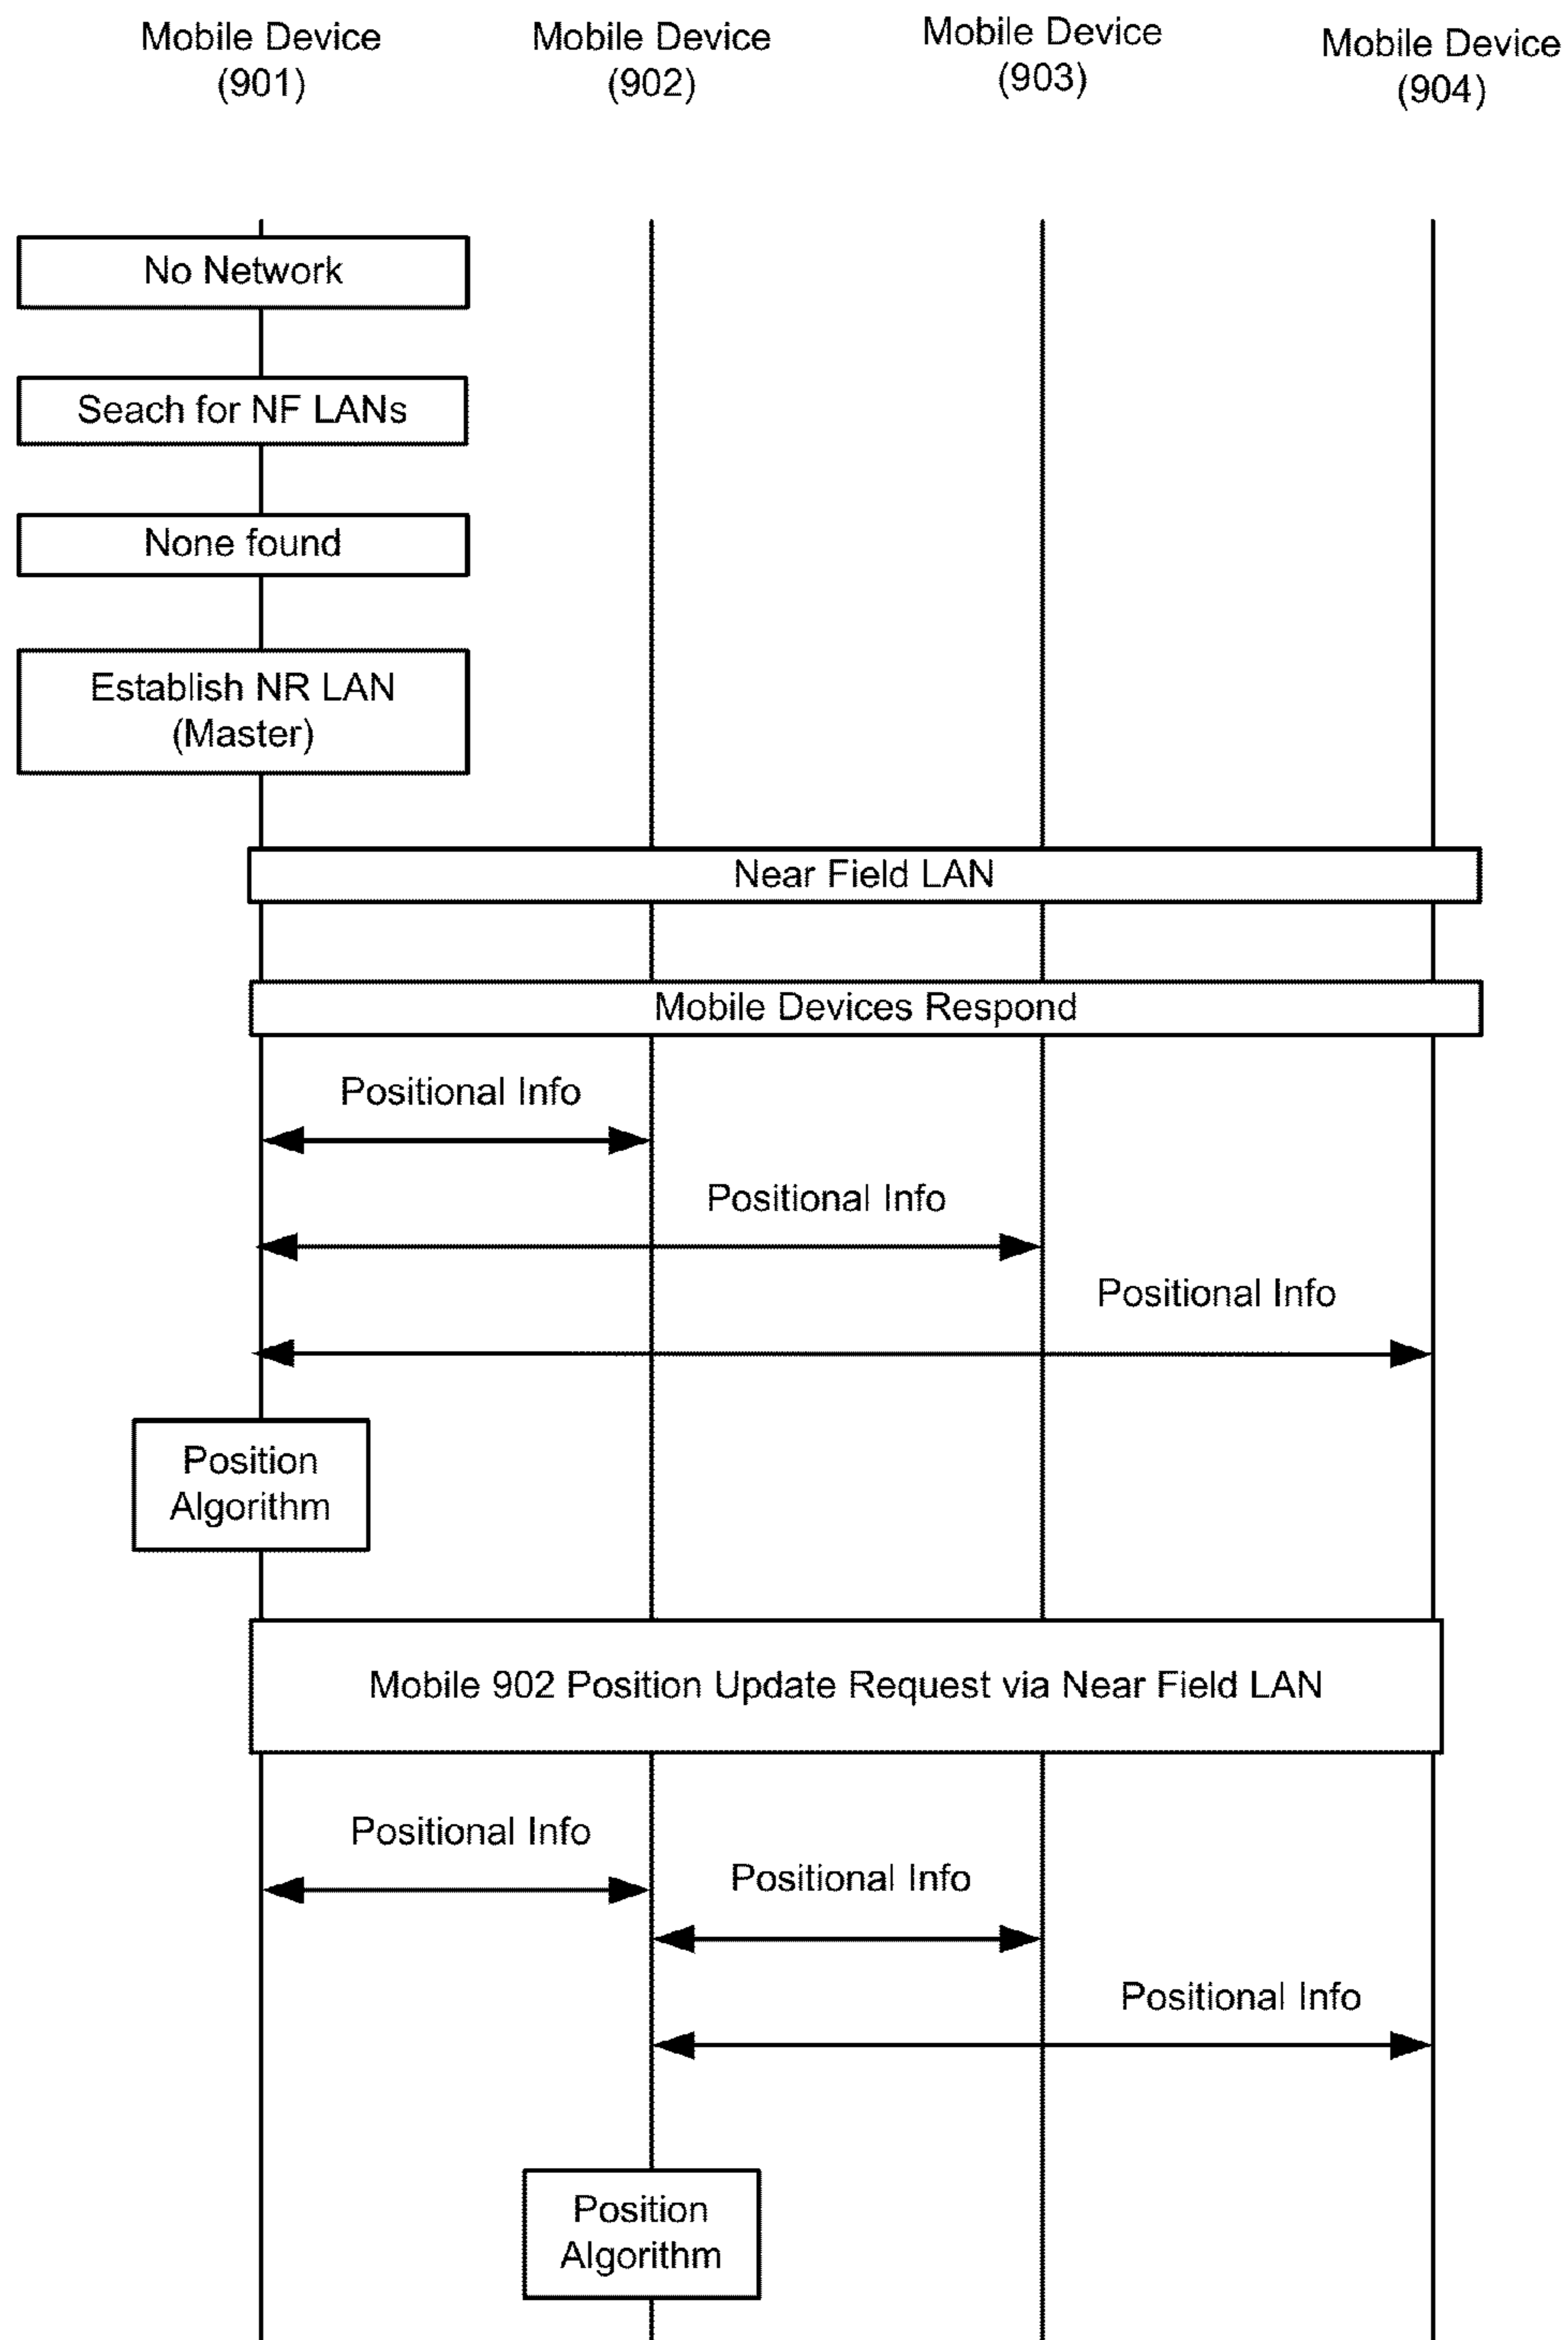 Mobile Device
(901)
Mobile Device
(902)
Mobile Device
(903)
Mobile Device
(904)
No Network
Seach for NF LANs
None found
Establish NR LAN
(Master)
Near Field LAN
Mobile Devices Respond
Positional Info
Positional Info
Positional Info
Position
Algorithm
Mobile 902 Position Update Request via Near Field LAN
Positional Info
Positional Info
Positional Info
Position
Algorithm